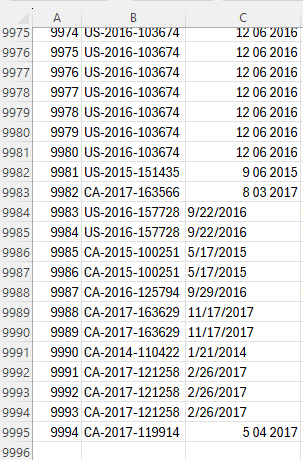 A B C
9975 9974 US-2016-103674 12 06 2016
9976 9975 US-2016-103674 12 06 2016
9977 9976 US-2016-103674 12 06 2016
9978 9977 US-2016-103674 12 06 2016
9979 9978 US-2016-103674 12 06 2016
9980 9979 US-2016-103674 12 06 2016
9981 9980 US-2016-103674 12 06 2016
9982 9981 US-2015-151435 9 06 2015
9983 9982 CA-2017-163566 8 03 2017
9984 9983 US-2016-157728 9/22/2016
9985 9984 US-2016-157728 9/22/2016
9986 9985 CA-2015-100251 5/17/2015
9987 9986 CA-2015-100251 5/17/2015
9988 9987 CA-2016-125794 9/29/2016
9989 9988 CA-2017-163629 11/17/2017
9990 9989 CA-2017-163629 11/17/2017
9991 9990 CA-2014-110422 1/21/2014
9992 9991 CA-2017-121258 2/26/2017
9993 9992 CA-2017-121258 2/26/2017
9994 9993 CA-2017-121258 2/26/2017
9995 9994 CA-2017-119914 5 04 2017
9996